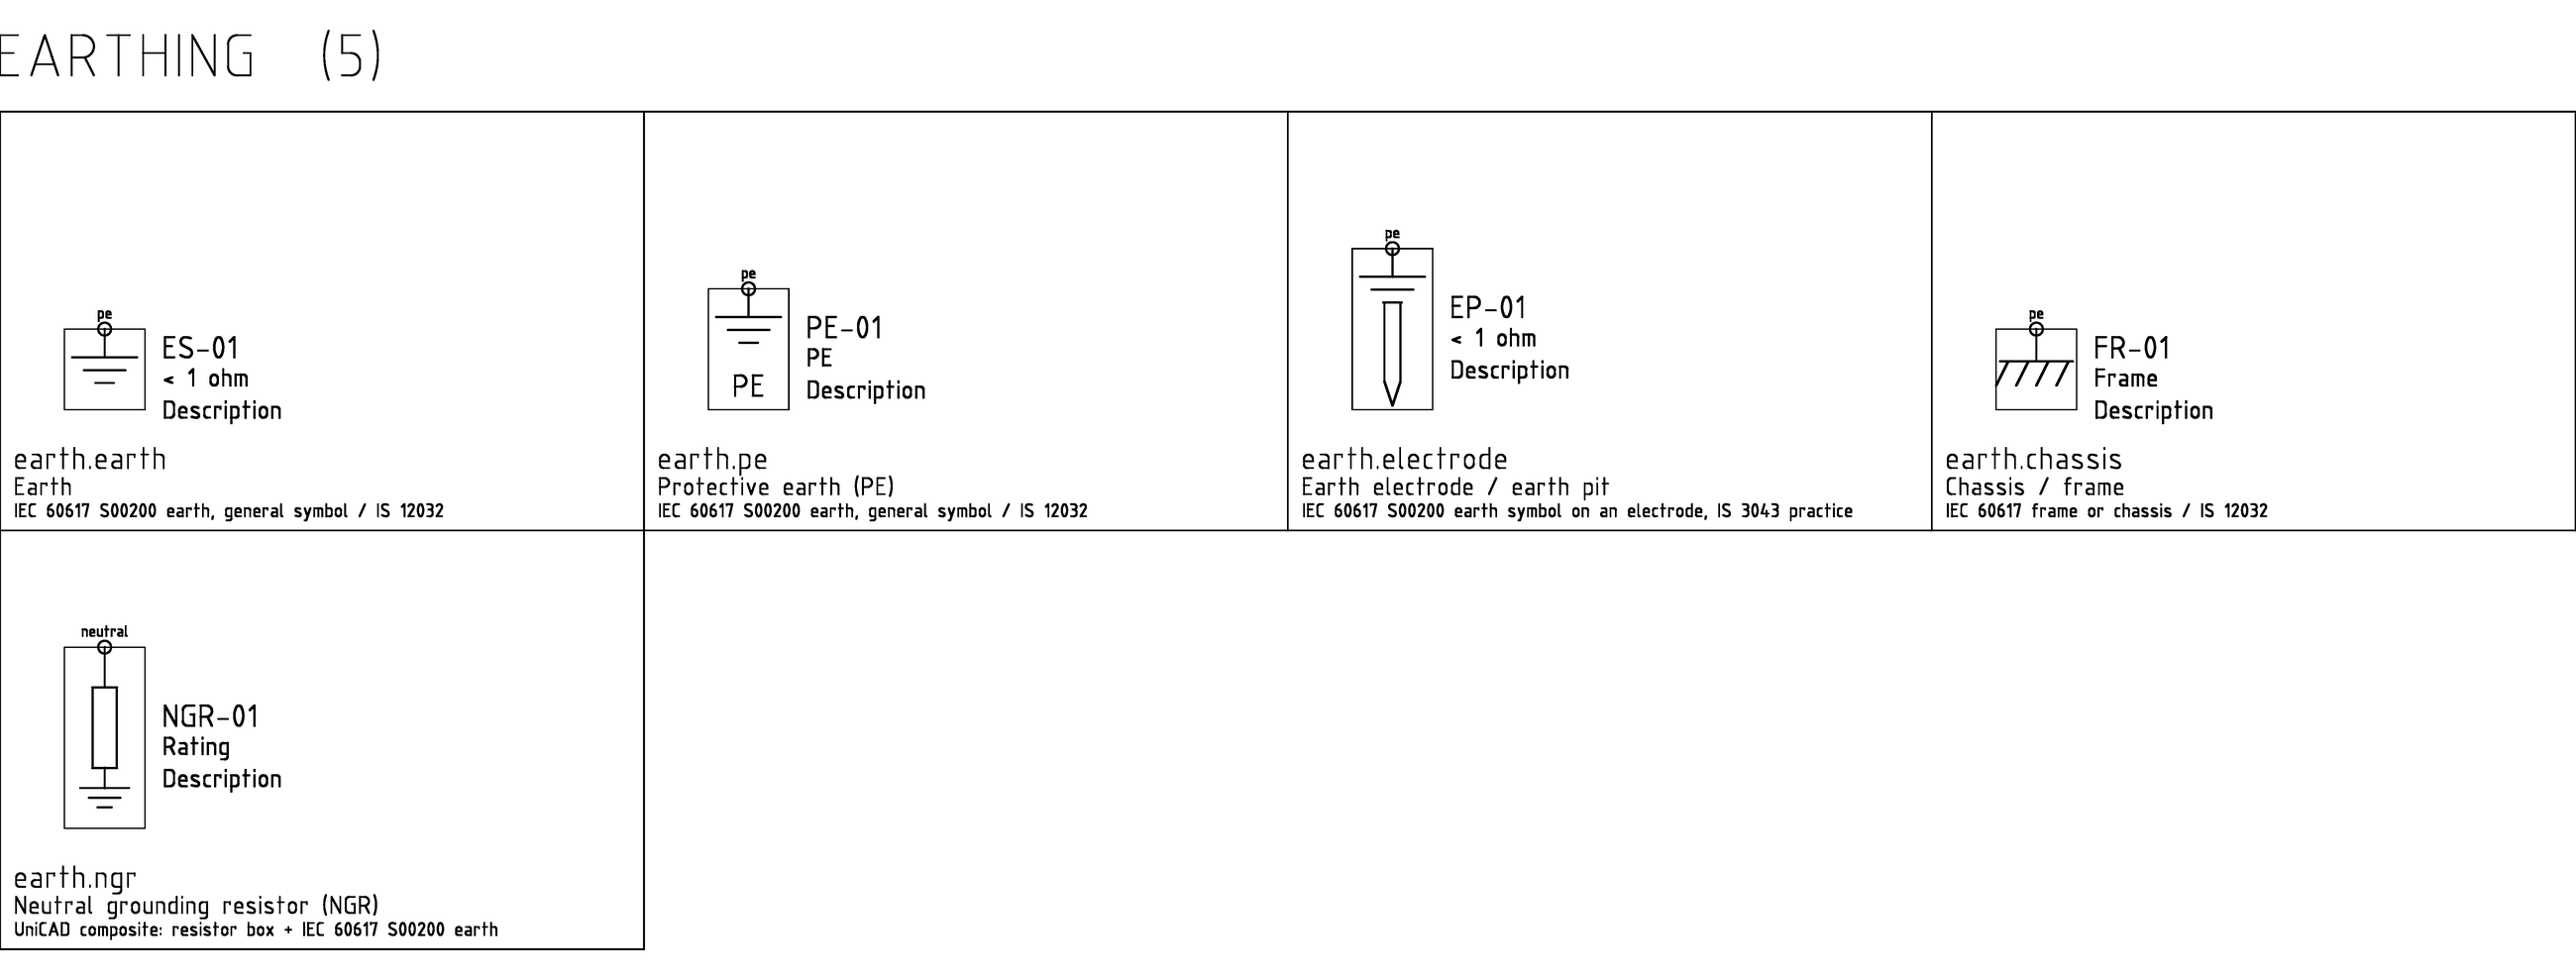 EARTHING (5)
pe
ES-01
< 1 ohm
Description
earth.earth
Earth
IEC 60617 S00200 earth, general symbol / IS 12032
pe
PE
PE-01
PE
Description
earth.pe
Protective earth (PE)
IEC 60617 S00200 earth, general symbol / IS 12032
pe
EP-01
< 1 ohm
Description
earth.electrode
Earth electrode / earth pit
IEC 60617 S00200 earth symbol on an electrode, IS 3043 practice
pe
FR-01
Frame
Description
earth.chassis
Chassis / frame
IEC 60617 frame or chassis / IS 12032
neutral
NGR-01
Rating
Description
earth.ngr
Neutral grounding resistor (NGR)
UniCAD composite: resistor box + IEC 60617 S00200 earth